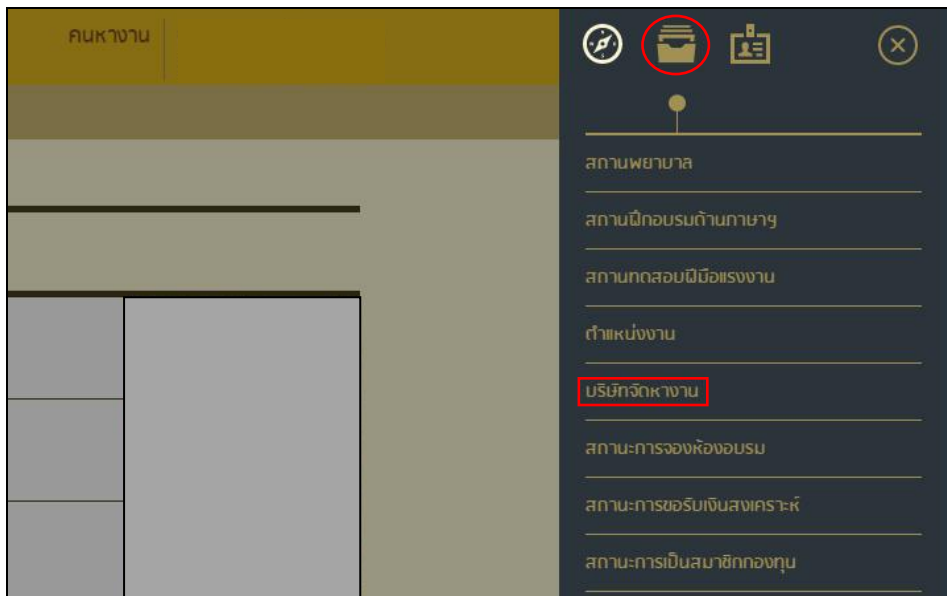 ค้นหางาน
สถานพยาบาล
สถานฝึกอบรมด้านภาษาฯ
สถานทดสอบฝีมือแรงงาน
ตำแหน่งงาน
บริษัทจัดหางาน
สถานะการจองห้องอบรม
สถานะการขอรับเงินสงเคราะห์
สถานะการเป็นสมาชิกกองทุน